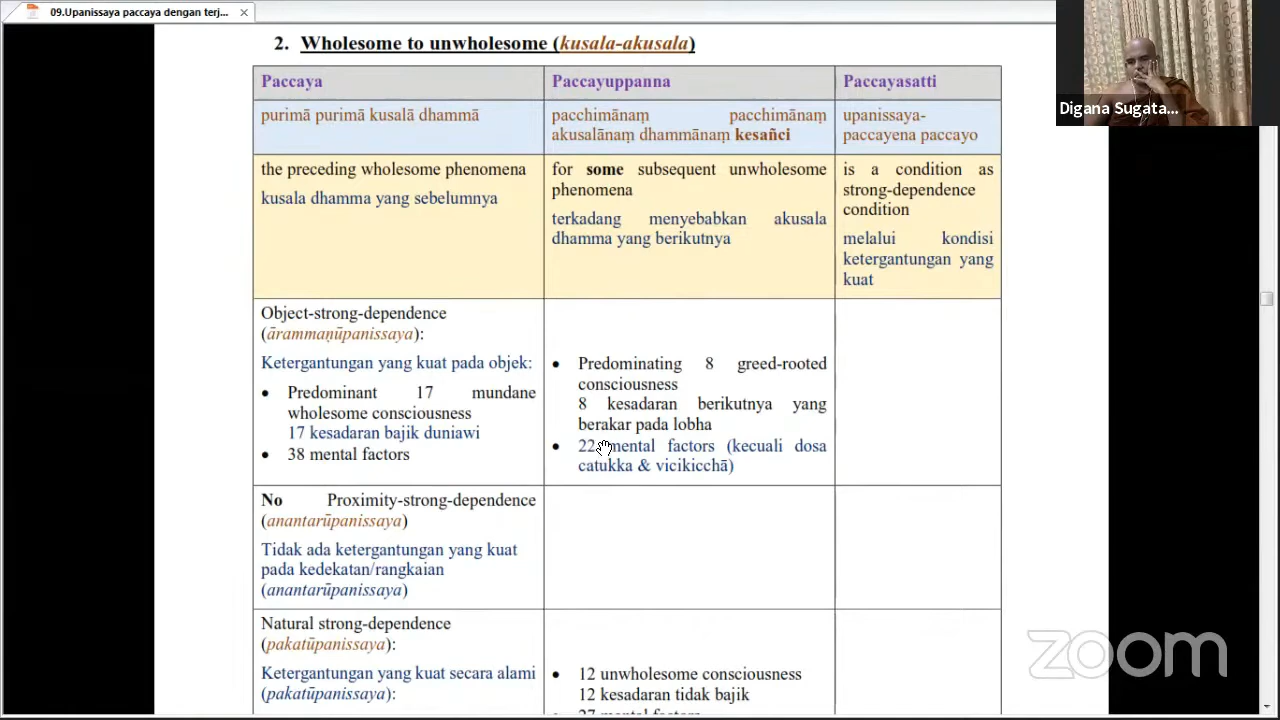 09.Upanissaya paccaya dengan terj...
2. Wholesome to unwholesome (kusala-akusala)
Paccaya
Paccayuppanna
Paccayasatti
purimā purimā kusalā dhammā
pacchimānaṃ pacchimānaṃ
akusalānaṃ dhammānaṃ kesañci
upanissaya-
paccayena paccayo
the preceding wholesome phenomena
kusala dhamma yang sebelumnya
for some subsequent unwholesome
phenomena
terkadang menyebabkan akusala
dhamma yang berikutnya
is a condition as
strong-dependence
condition
melalui kondisi
ketergantungan yang
kuat
Object-strong-dependence
(ārammaṇūpanissaya):
Ketergantungan yang kuat pada objek:
• Predominant 17 mundane
wholesome consciousness
17 kesadaran bajik duniawi
• 38 mental factors
• Predominating 8 greed-rooted
consciousness
8 kesadaran berikutnya yang
berakar pada lobha
• 22 mental factors (kecuali dosa
catukka & vicikicchā)
No Proximity-strong-dependence
(anantarūpanissaya)
Tidak ada ketergantungan yang kuat
pada kedekatan/rangkaian
(anantarūpanissaya)
Natural strong-dependence
(pakatūpanissaya):
Ketergantungan yang kuat secara alami
(pakatūpanissaya):
• 12 unwholesome consciousness
12 kesadaran tidak bajik
27 mental factors
Digana Sugata...
zoom